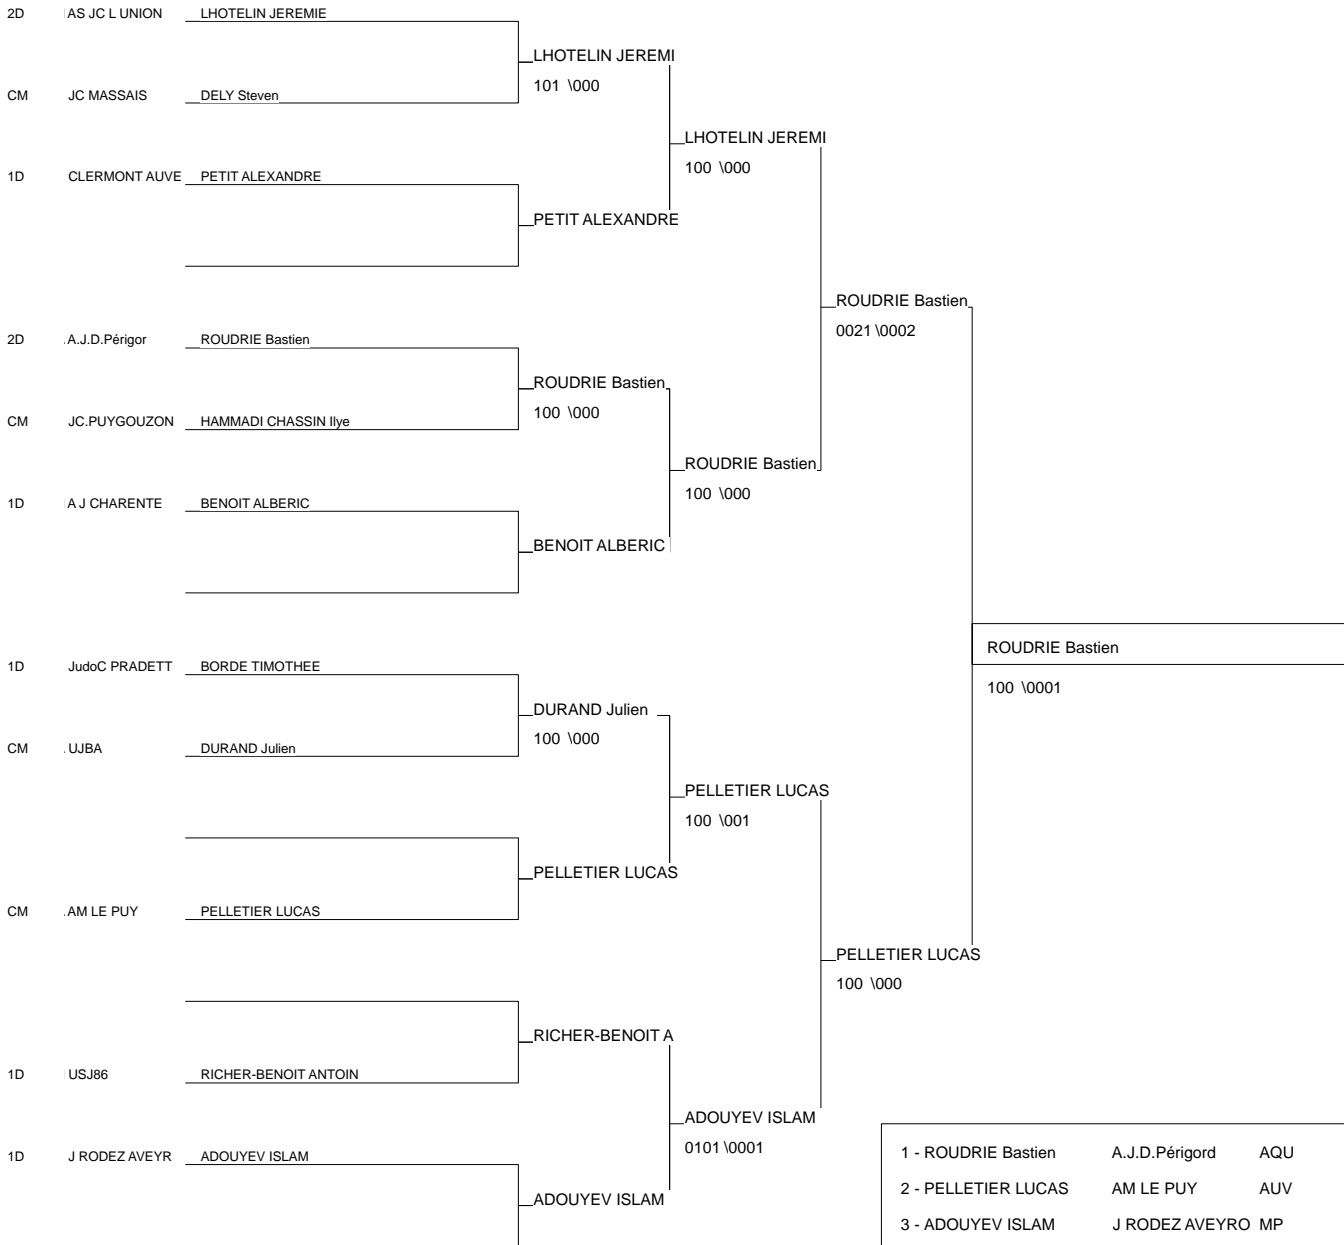 2D AS JC L UNION LHOTELIN JEREMIE
LHOTELIN JEREMI
101 \000
CM JC MASSAIS DELY Steven
LHOTELIN JEREMI
100 \000
1D CLERMONT AUVE PETIT ALEXANDRE
PETIT ALEXANDRE
ROUDRIE Bastien
0021 \0002
2D A.J.D.Périgor ROUDRIE Bastien
ROUDRIE Bastien
100 \000
CM JC.PUYGOUZON HAMMADI CHASSIN Ilye
ROUDRIE Bastien
100 \000
1D A J CHARENTE BENOIT ALBERIC
BENOIT ALBERIC
ROUDRIE Bastien
100 \0001
1D JudoC PRADETT BORDE TIMOTHEE
DURAND Julien
100 \000
CM UJBA DURAND Julien
PELLETIER LUCAS
100 \001
PELLETIER LUCAS
CM AM LE PUY PELLETIER LUCAS
PELLETIER LUCAS
100 \000
RICHER-BENOIT A
1D USJ86 RICHER-BENOIT ANTOIN
ADOUYEV ISLAM
0101 \0001
1D J RODEZ AVEYR ADOUYEV ISLAM
ADOUYEV ISLAM
1 - ROUDRIE Bastien A.J.D.Périgord AQU
2 - PELLETIER LUCAS AM LE PUY AUV
3 - ADOUYEV ISLAM J RODEZ AVEYRO MP